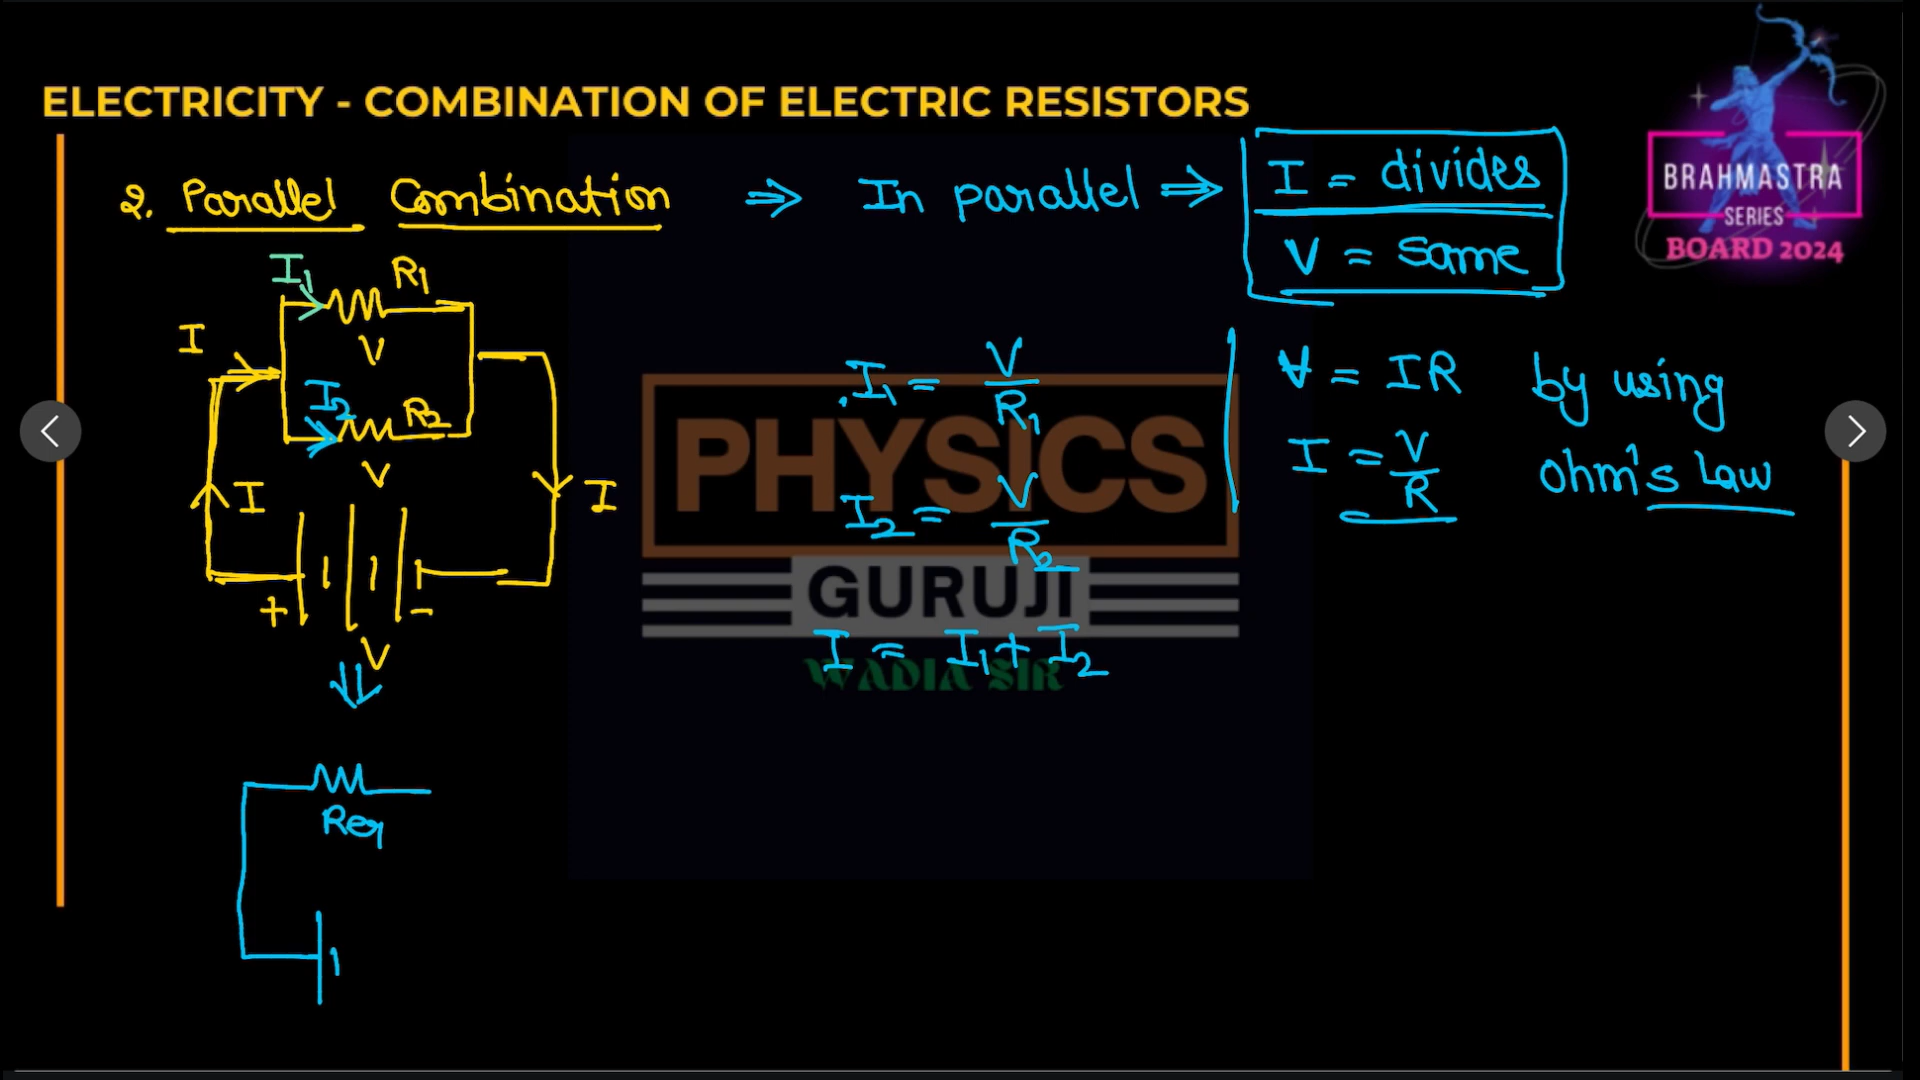 ELECTRICITY - COMBINATION OF ELECTRIC RESISTORS
BRAHMASTRA
SERIES
BOARD 2024
2. Parallel Combination ⇒ In parallel ⇒ I = divides
V = same
I₁
R₁
I
V
I₂
R₂
V
I
I
+
-
V
Req
I₁ = V/R₁
I₂ = V/R₂
I = I₁ + I₂
V = IR by using
I = V/R ohm's Law
PHYSICS
GURUJI
WADIA SIR